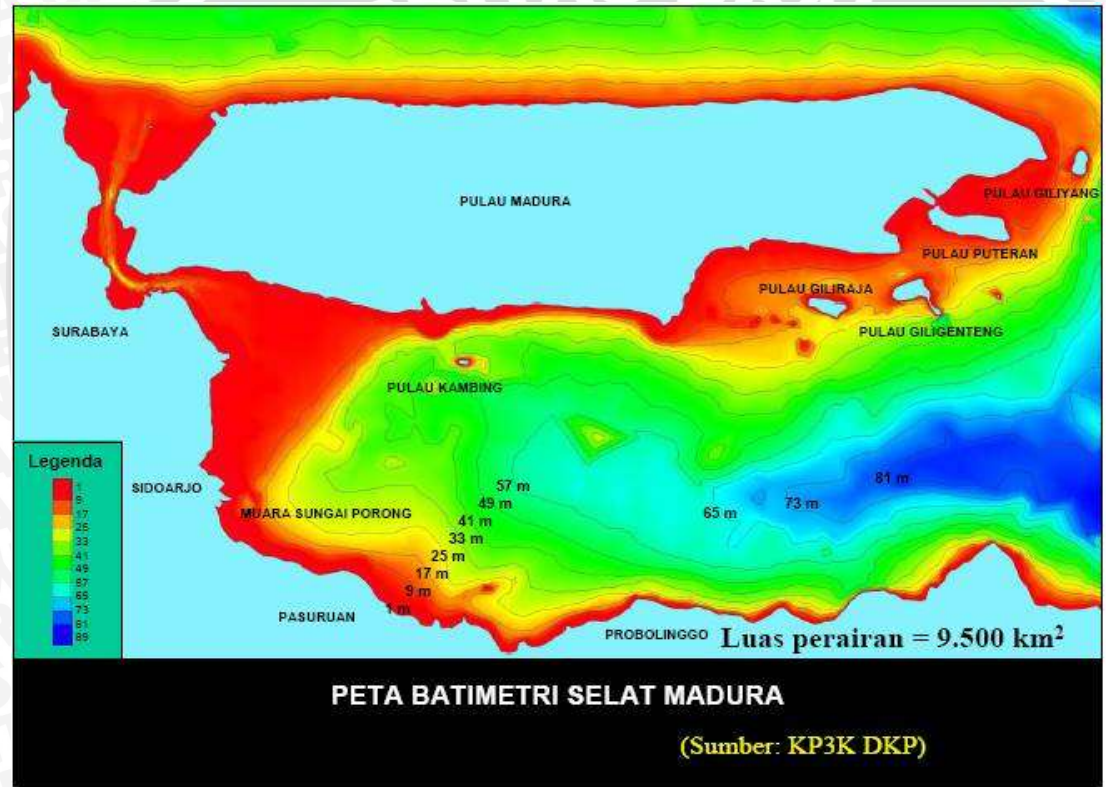 PULAU MADURA
PULAU GILIYANG
PULAU PUTERAN
PULAU GILIRAJA
PULAU GILIGENTENG
SURABAYA
PULAU KAMBING
Legenda
1
9
17
25
33
41
49
57
65
73
81
89
SIDOARJO
MUARA SUNGAI PORONG
57 m
49 m
41 m
33 m
25 m
17 m
9 m
1 m
65 m
73 m
81 m
PASURUAN
PROBOLINGGO
Luas perairan = 9.500 km²
PETA BATIMETRI SELAT MADURA
(Sumber: KP3K DKP)